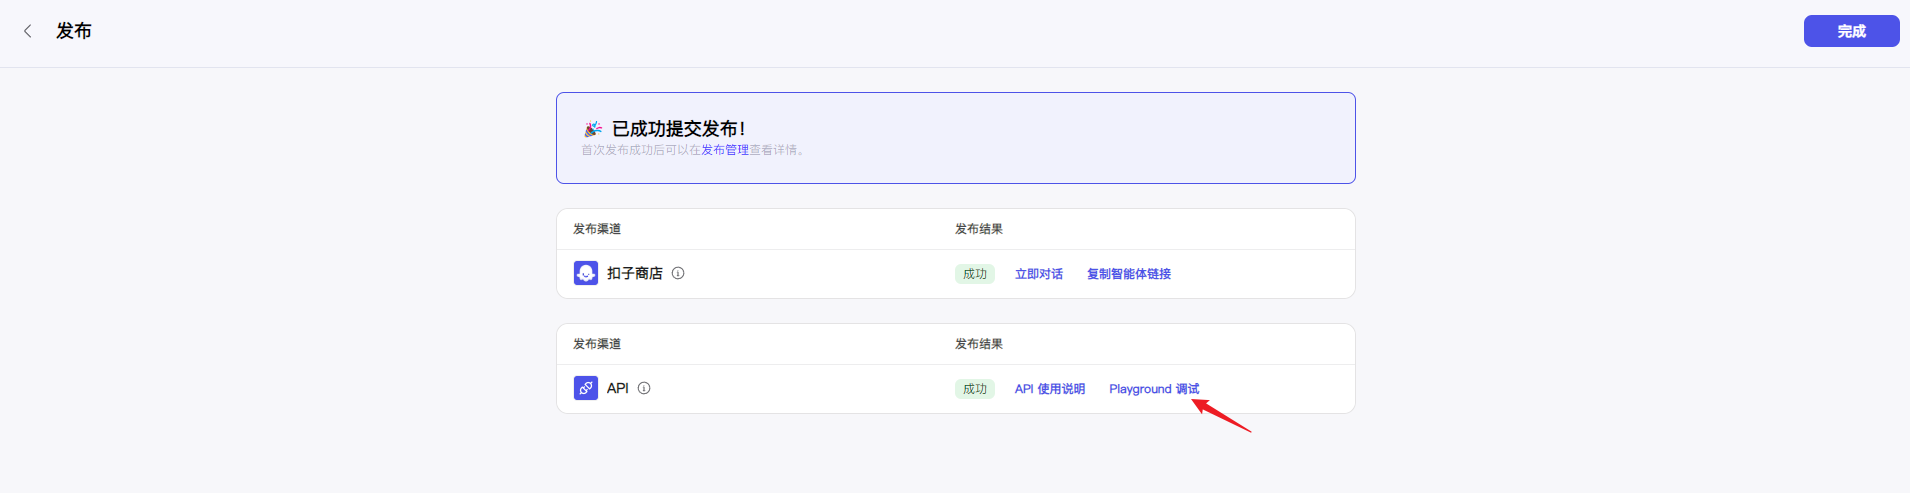 发布
完成
已成功提交发布!
首次发布成功后可以在发布管理查看详情。
发布渠道 发布结果
扣子商店 成功 立即对话 复制智能体链接
发布渠道 发布结果
API 成功 API 使用说明 Playground 调试